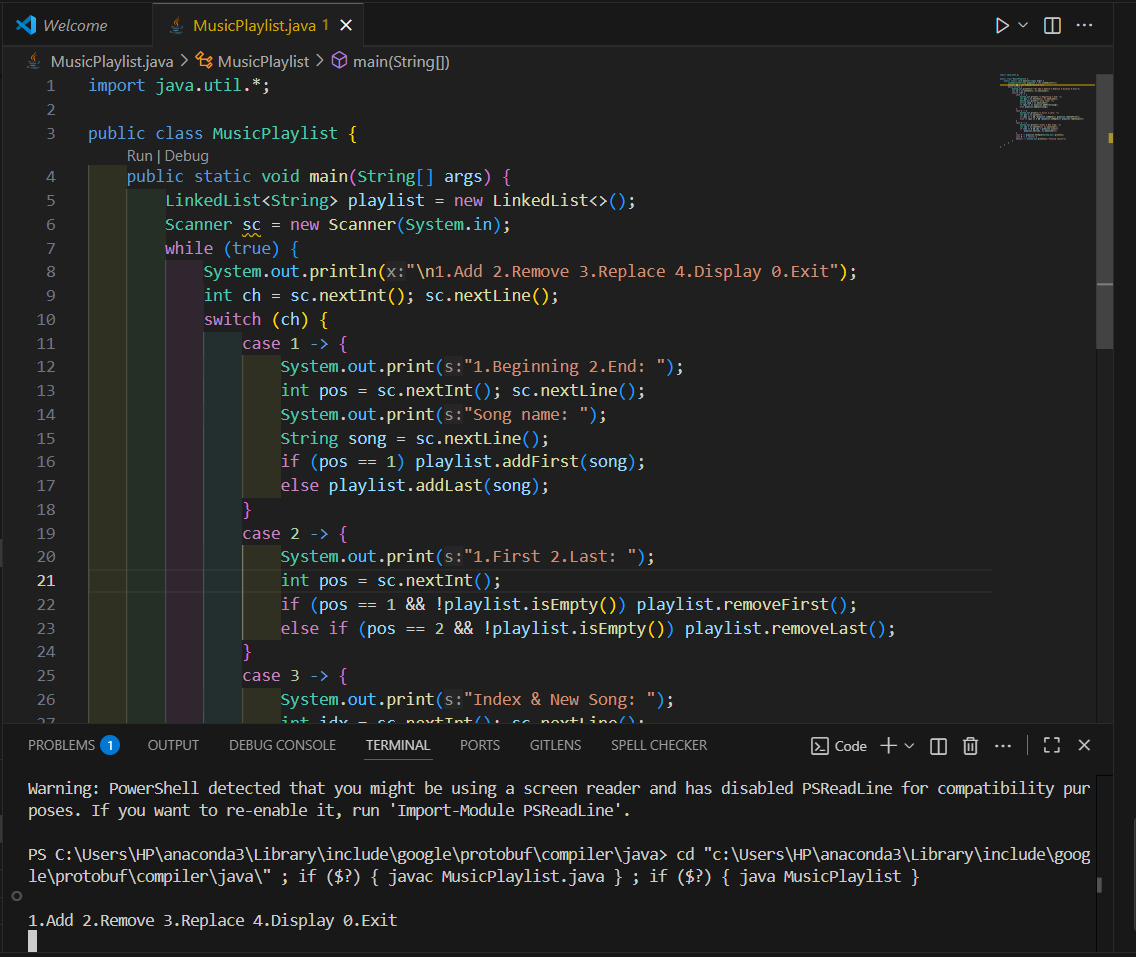 Welcome
MusicPlaylist.java 1
MusicPlaylist.java > MusicPlaylist > main(String[])
1 import java.util.*;
2
3 public class MusicPlaylist {
Run | Debug
4 public static void main(String[] args) {
5 LinkedList<String> playlist = new LinkedList<>();
6 Scanner sc = new Scanner(System.in);
7 while (true) {
8 System.out.println(x:"\n1.Add 2.Remove 3.Replace 4.Display 0.Exit");
9 int ch = sc.nextInt(); sc.nextLine();
10 switch (ch) {
11 case 1 -> {
12 System.out.print(s:"1.Beginning 2.End: ");
13 int pos = sc.nextInt(); sc.nextLine();
14 System.out.print(s:"Song name: ");
15 String song = sc.nextLine();
16 if (pos == 1) playlist.addFirst(song);
17 else playlist.addLast(song);
18 }
19 case 2 -> {
20 System.out.print(s:"1.First 2.Last: ");
21 int pos = sc.nextInt();
22 if (pos == 1 && !playlist.isEmpty()) playlist.removeFirst();
23 else if (pos == 2 && !playlist.isEmpty()) playlist.removeLast();
24 }
25 case 3 -> {
26 System.out.print(s:"Index & New Song: ");
27 int idx = sc.nextInt(); sc.nextLine();
PROBLEMS 1 OUTPUT DEBUG CONSOLE TERMINAL PORTS GITLENS SPELL CHECKER Code
Warning: PowerShell detected that you might be using a screen reader and has disabled PSReadLine for compatibility pur
poses. If you want to re-enable it, run 'Import-Module PSReadLine'.
PS C:\Users\HP\anaconda3\Library\include\google\protobuf\compiler\java> cd "c:\Users\HP\anaconda3\Library\include\goog
le\protobuf\compiler\java\" ; if ($?) { javac MusicPlaylist.java } ; if ($?) { java MusicPlaylist }
1.Add 2.Remove 3.Replace 4.Display 0.Exit